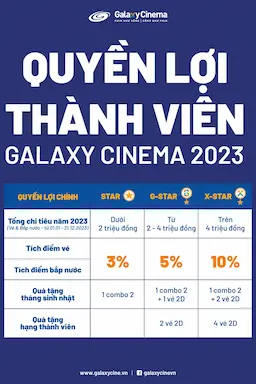 GalaxyCinema
QUYỀN LỢI
THÀNH VIÊN
GALAXY CINEMA 2023
QUYỀN LỢI CHÍNH STAR G-STAR X-STAR
Tổng chi tiêu năm 2023
(Vé & Bắp nước - từ 01.01 - 31.12.2023)
Dưới
2 triệu đồng
Từ
2 - 4 triệu đồng
Trên
4 triệu đồng
Tích điểm vé
Tích điểm bắp nước
3% 5% 10%
Quà tặng
tháng sinh nhật
1 combo 2
1 combo 2
+ 1 vé 2D
1 combo 2
+ 2 vé 2D
Quà tặng
hạng thành viên
2 vé 2D 4 vé 2D
www.galaxycine.vn | galaxycinevn